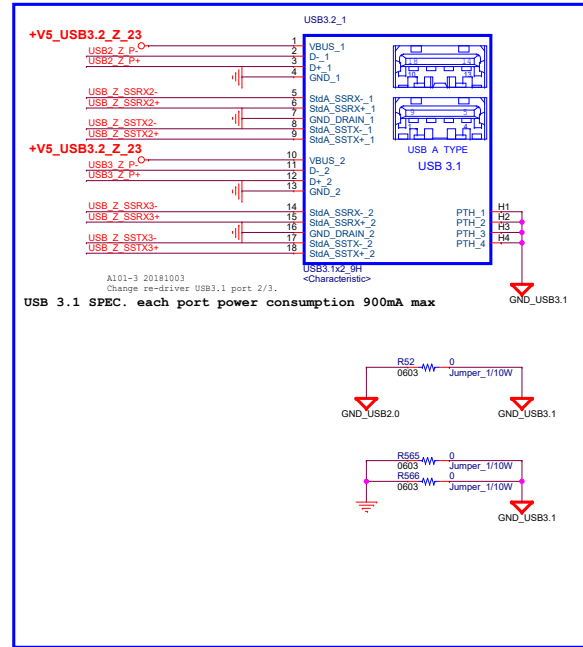 USB3.2_1
+V5_USB3.2_Z_23
1 VBUS_1
USB2_Z_P- 2 D-_1
USB2_Z_P+ 3 D+_1
4 GND_1
USB_Z_SSRX2- 5 StdA_SSRX-_1
USB_Z_SSRX2+ 6 StdA_SSRX+_1
7 GND_DRAIN_1
USB_Z_SSTX2- 8 StdA_SSTX-_1
USB_Z_SSTX2+ 9 StdA_SSTX+_1
18 14
10 13
9 5
1 4
USB A TYPE
USB 3.1
+V5_USB3.2_Z_23
10 VBUS_2
USB3_Z_P- 11 D-_2
USB3_Z_P+ 12 D+_2
13 GND_2
USB_Z_SSRX3- 14 StdA_SSRX-_2
USB_Z_SSRX3+ 15 StdA_SSRX+_2
16 GND_DRAIN_2
USB_Z_SSTX3- 17 StdA_SSTX-_2
USB_Z_SSTX3+ 18 StdA_SSTX+_2
PTH_1 H1
PTH_2 H2
PTH_3 H3
PTH_4 H4
USB3.1x2_9H
<Characteristic>
A101-3 20181003
Change re-driver USB3.1 port 2/3.
GND_USB3.1
USB 3.1 SPEC. each port power consumption 900mA max
R52 0
0603 Jumper_1/10W
GND_USB2.0 GND_USB3.1
R565 0
0603 Jumper_1/10W
R566 0
0603 Jumper_1/10W
GND_USB3.1